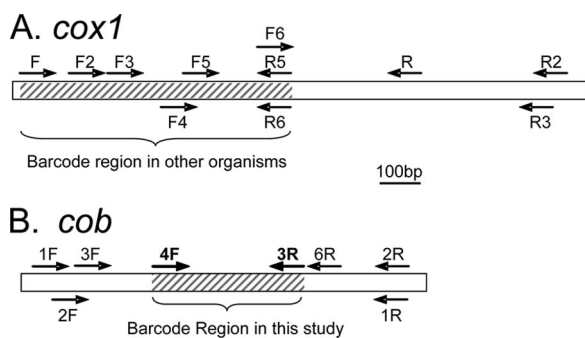 A. cox1
F6
F F2 F3 F5 R5 R R2
F4 R6 R3
Barcode region in other organisms
100bp
B. cob
1F 3F 4F 3R 6R 2R
2F 1R
Barcode Region in this study